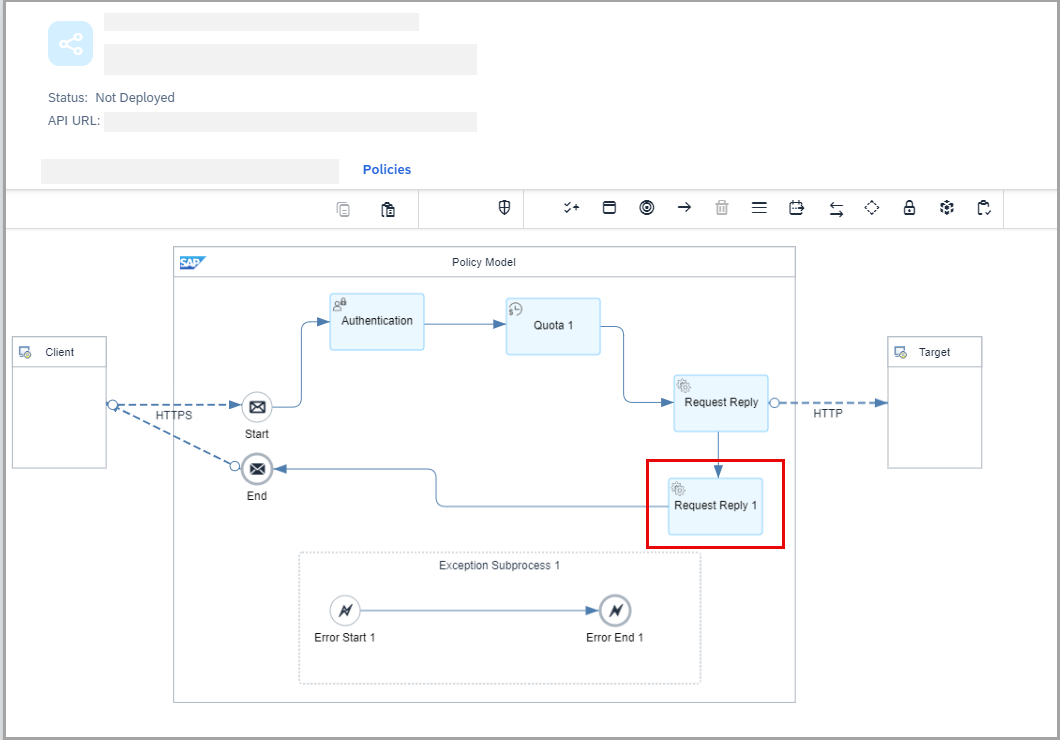 Status: Not Deployed
API URL:
Policies
SAP
Policy Model
Authentication
Quota 1
Client
Target
Request Reply
HTTPS
HTTP
Start
End
Request Reply 1
Exception Subprocess 1
Error Start 1
Error End 1